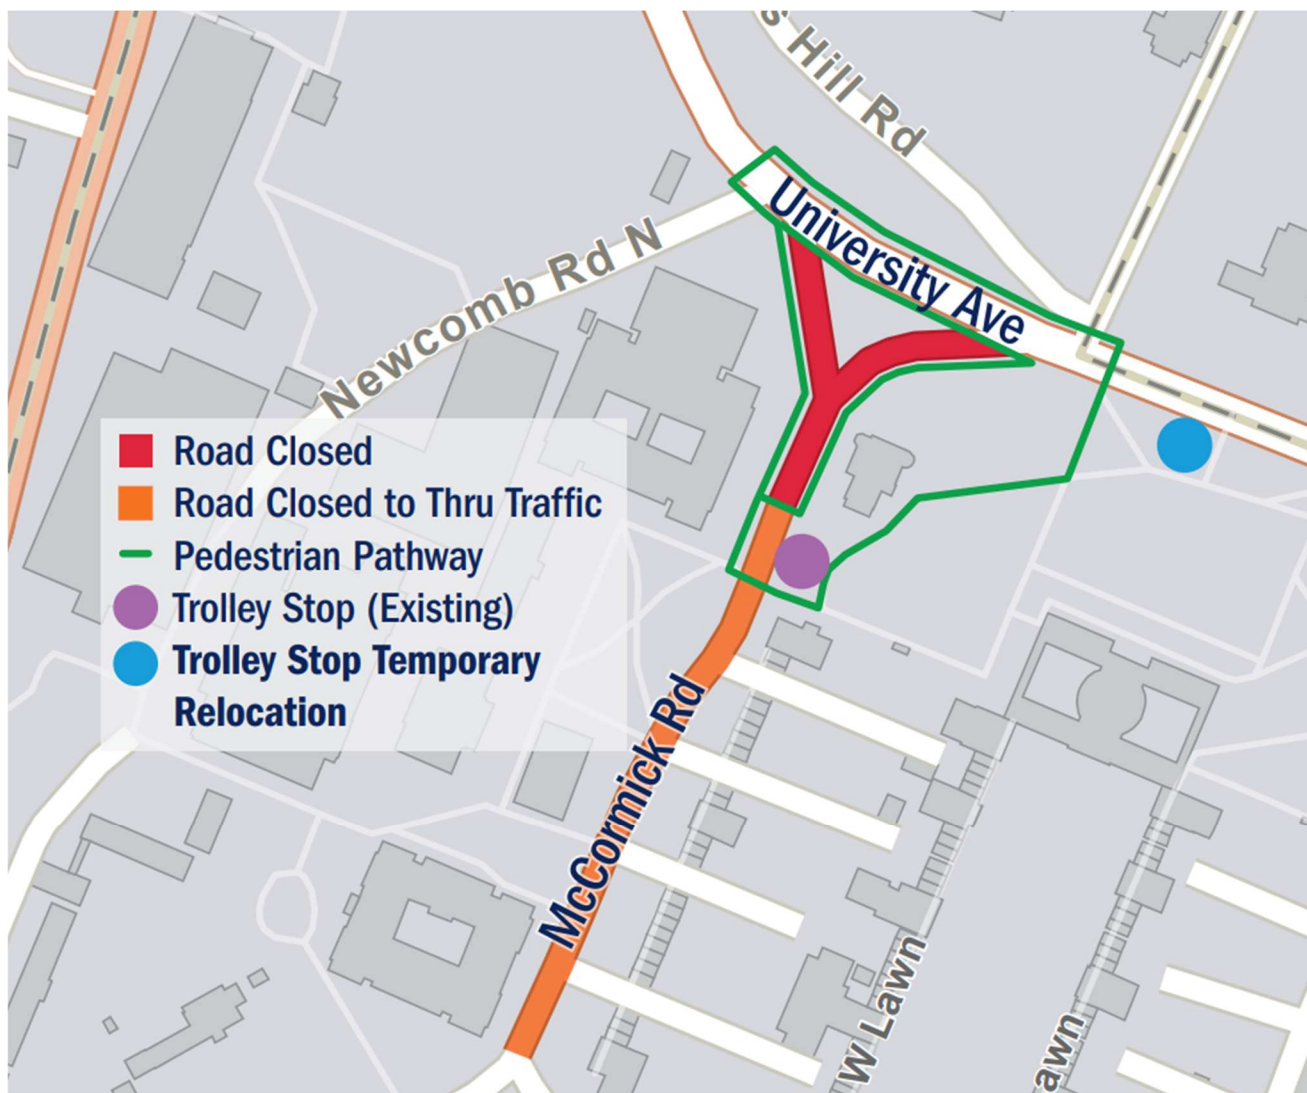 s Hill Rd
University Ave
Newcomb Rd N
Road Closed
Road Closed to Thru Traffic
Pedestrian Pathway
Trolley Stop (Existing)
Trolley Stop Temporary
Relocation
McCormick Rd
W Lawn
awn